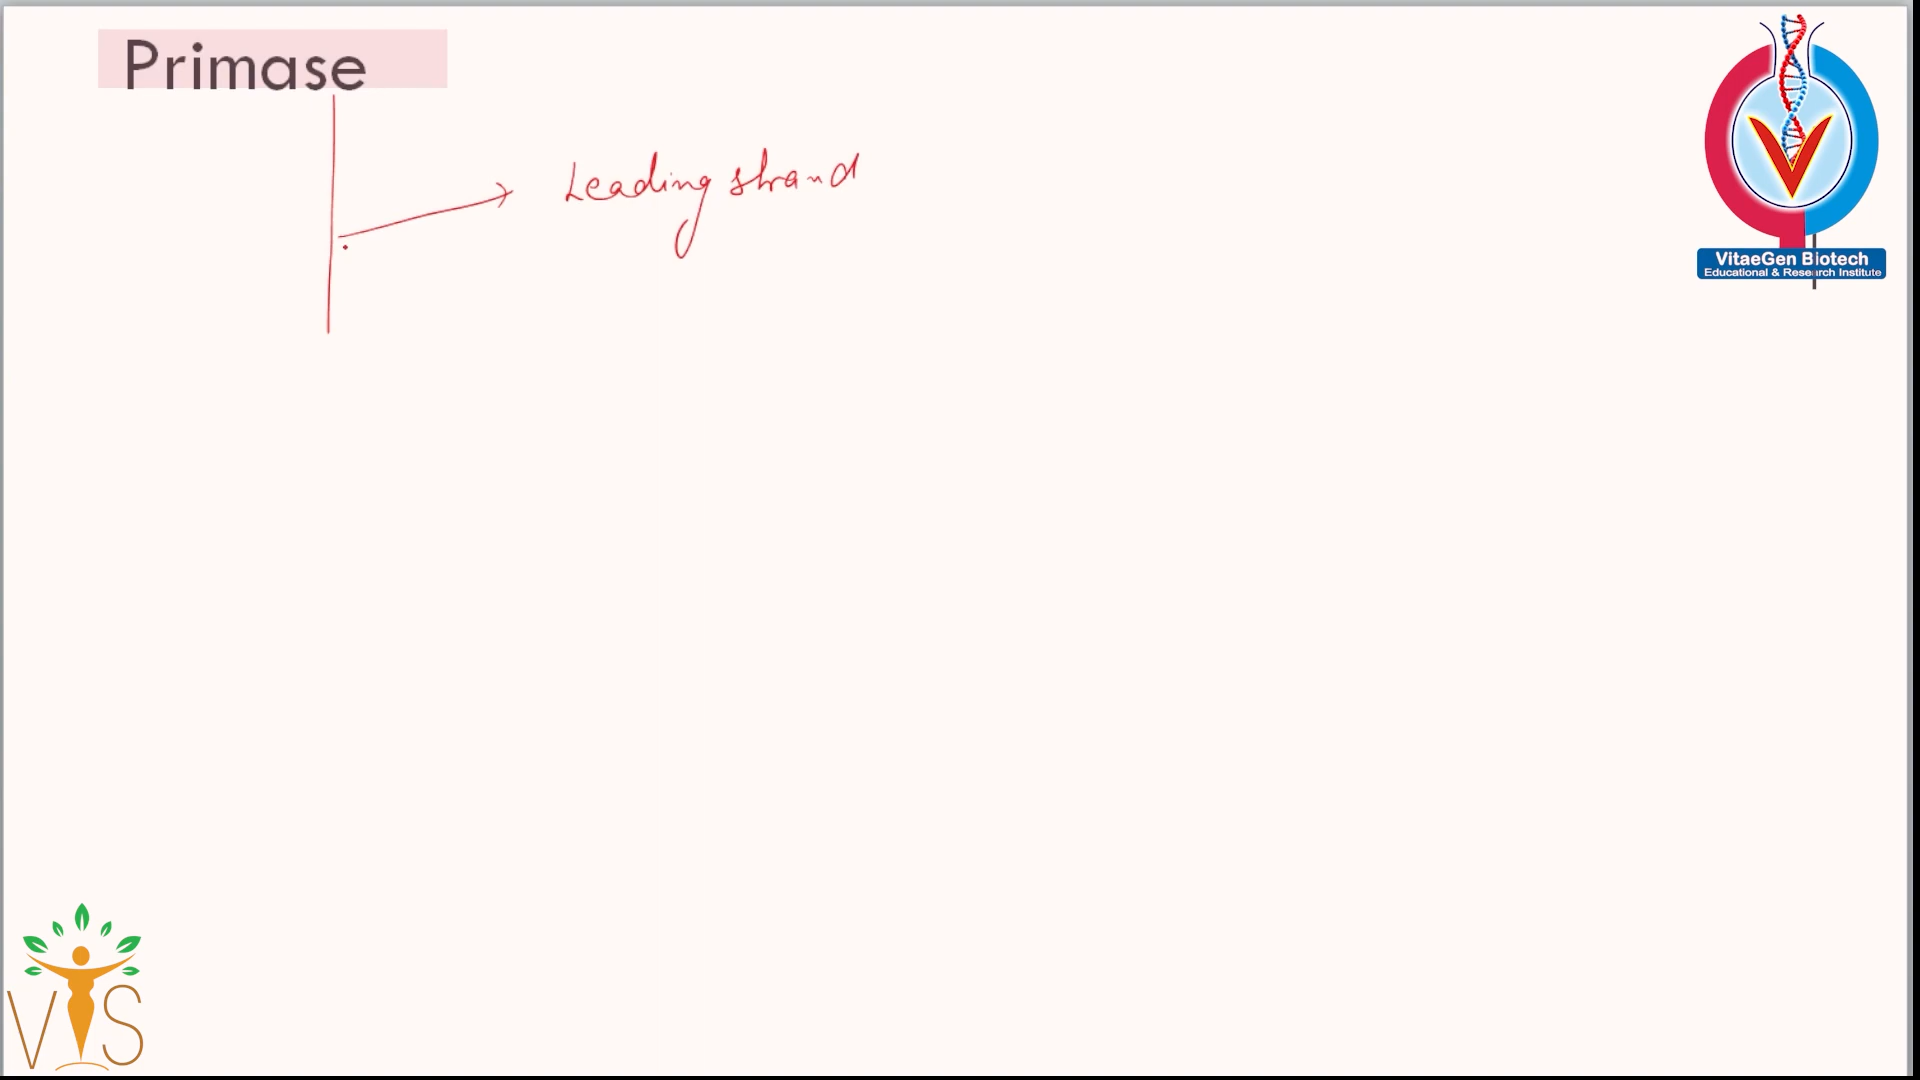 Primase
Leading strand
VitaeGen Biotech
Educational & Research Institute
VIS